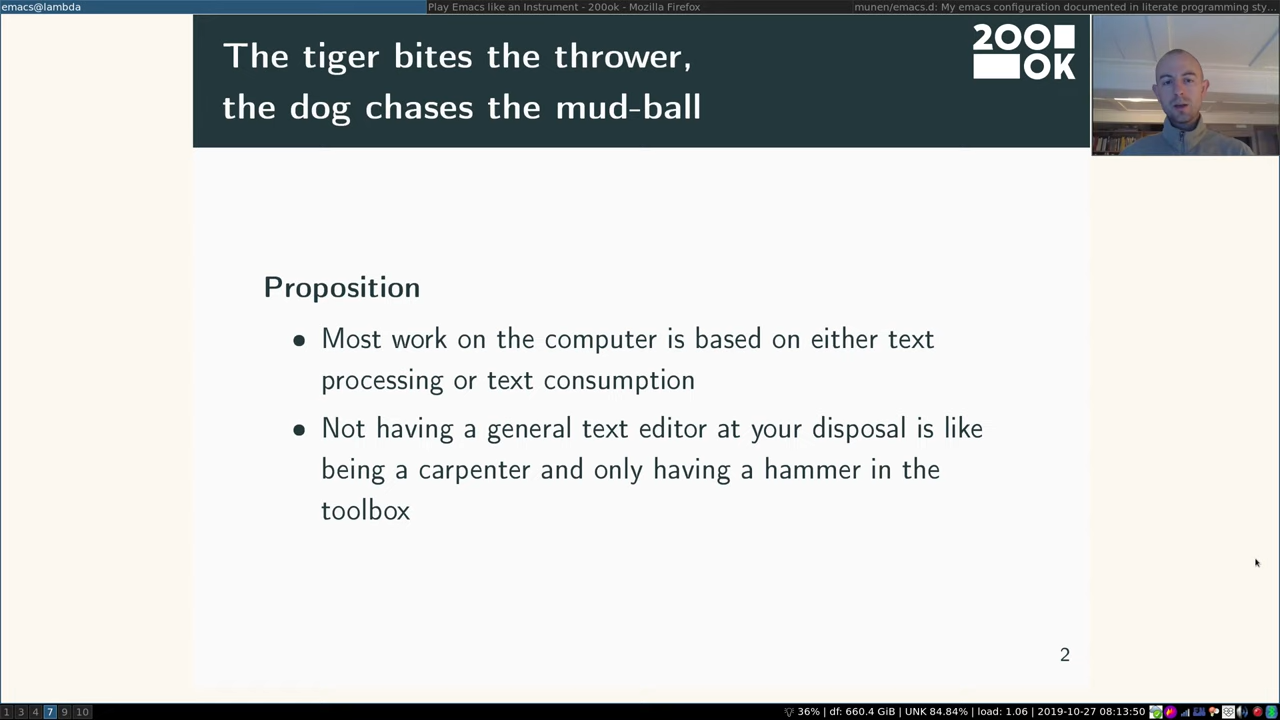 emacs@lambda
Play Emacs like an Instrument - 200ok - Mozilla Firefox
munen/emacs.d: My emacs configuration documented in literate programming sty...
The tiger bites the thrower,
the dog chases the mud-ball
200
OK
Proposition
• Most work on the computer is based on either text
processing or text consumption
• Not having a general text editor at your disposal is like
being a carpenter and only having a hammer in the
toolbox
2
1 3 4 7 9 10
36% | df: 660.4 GiB | UNK 84.84% | load: 1.06 | 2019-10-27 08:13:50